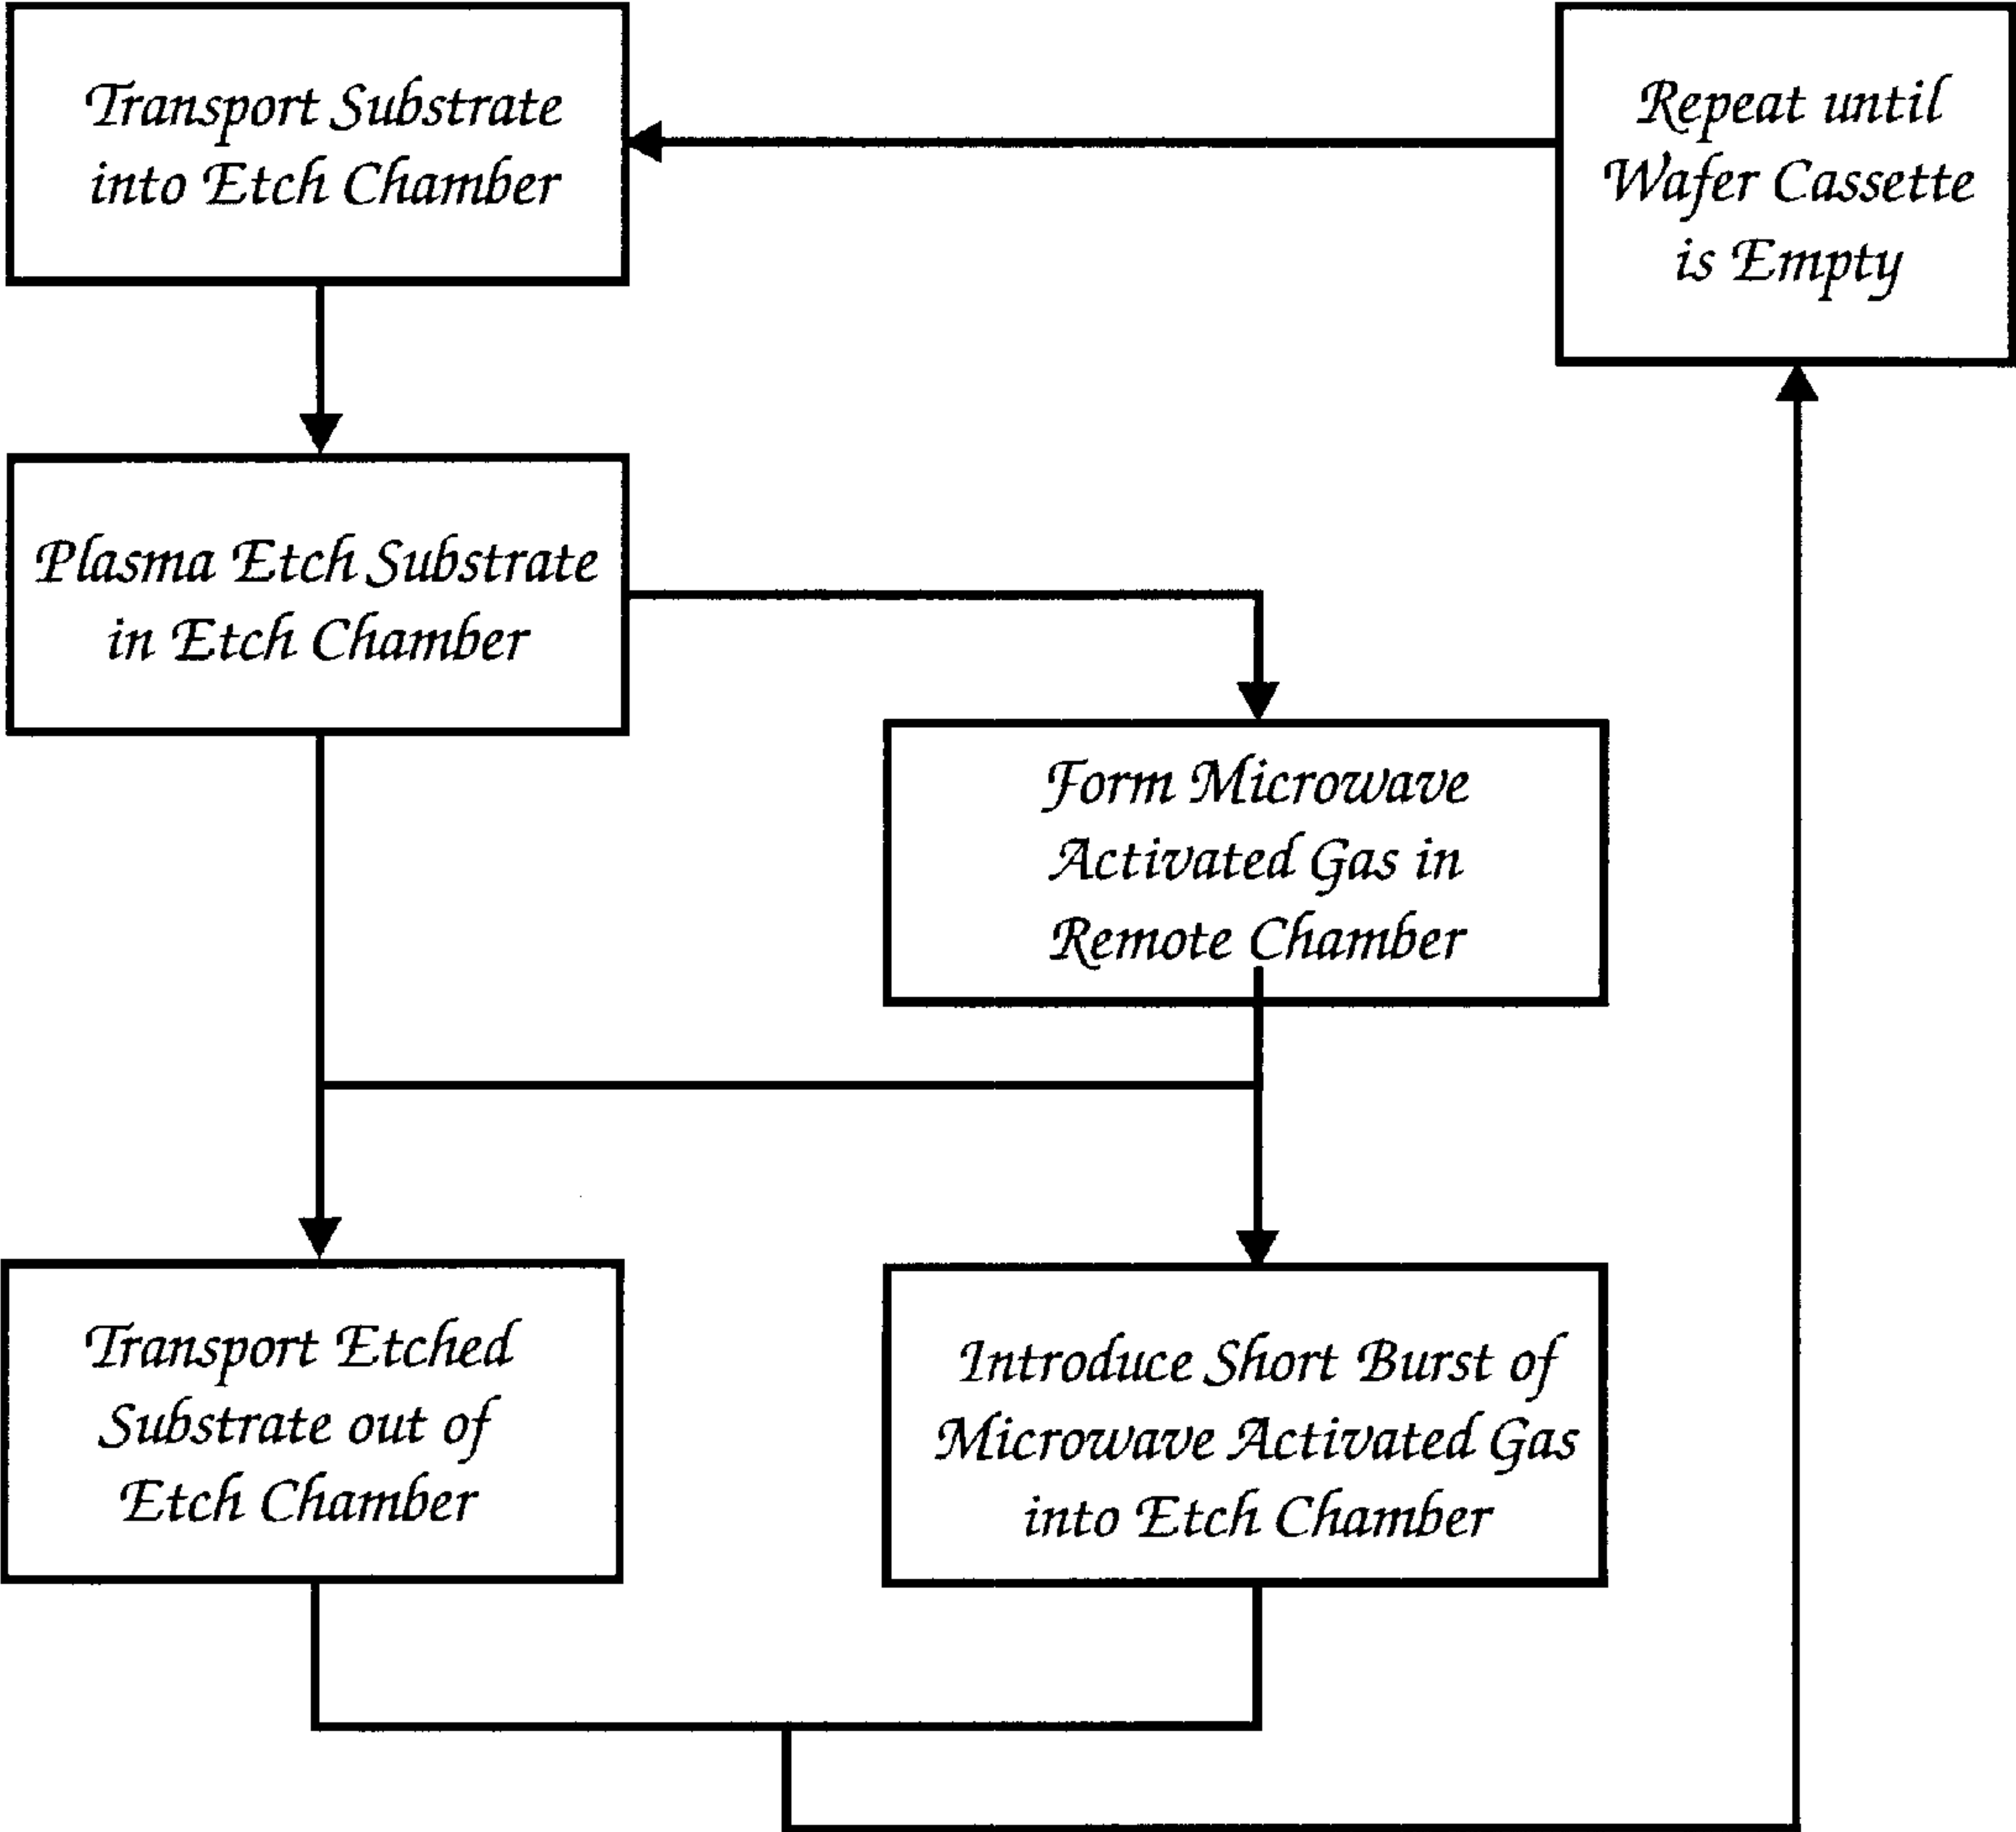 Transport Substrate
into Etch Chamber
Repeat until
Wafer Cassette
is Empty
Plasma Etch Substrate
in Etch Chamber
Form Microwave
Activated Gas in
Remote Chamber
Transport Etched
Substrate out of
Etch Chamber
Introduce Short Burst of
Microwave Activated Gas
into Etch Chamber